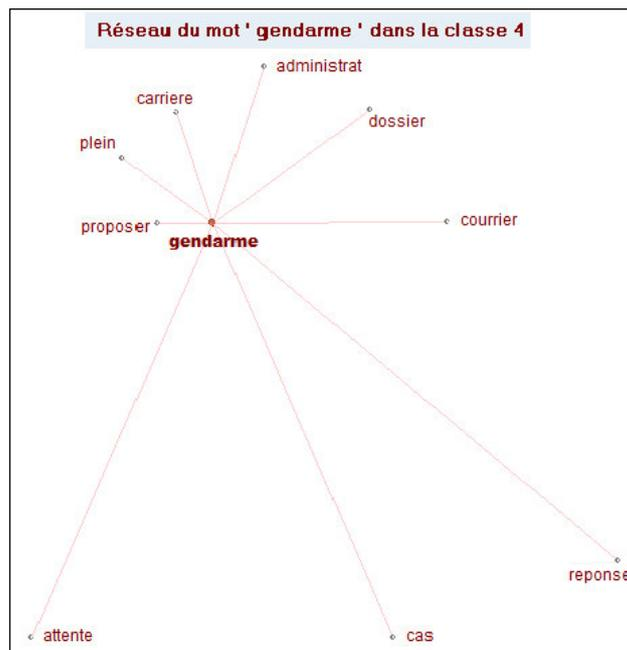 Réseau du mot ' gendarme ' dans la classe 4
administrat
carriere
dossier
plein
proposer
courrier
gendarme
reponse
attente
cas